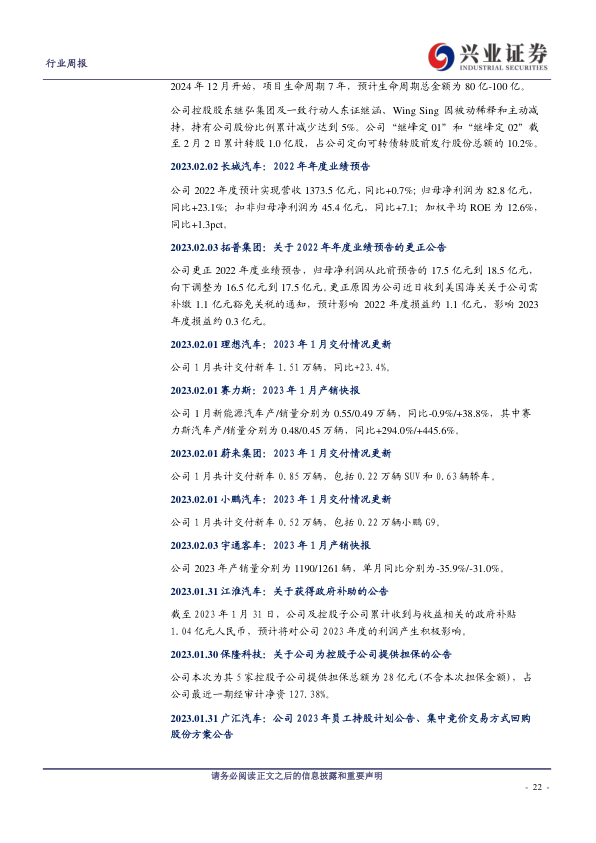 行业周报
兴业证券
INDUSTRIAL SECURITIES
2024 年 12 月开始，项目生命周期 7 年，预计生命周期总金额为 80 亿-100 亿。
公司控股股东继弘集团及一致行动人东证继涵、Wing Sing 因被动稀释和主动减
持，持有公司股份比例累计减少达到 5%。公司“继峰定 01”和“继峰定 02”截
至 2 月 2 日累计转股 1.0 亿股，占公司定向可转债转股前发行股份总额的 10.2%。
2023.02.02 长城汽车：2022 年年度业绩预告
公司 2022 年度预计实现营收 1373.5 亿元，同比+0.7%；归母净利润为 82.8 亿元，
同比+23.1%；扣非归母净利润为 45.4 亿元，同比+7.1；加权平均 ROE 为 12.6%，
同比+1.3pct。
2023.02.03 拓普集团：关于 2022 年年度业绩预告的更正公告
公司更正 2022 年度业绩预告，归母净利润从此前预告的 17.5 亿元到 18.5 亿元，
向下调整为 16.5 亿元到 17.5 亿元。更正原因为公司近日收到美国海关关于公司需
补缴 1.1 亿元豁免关税的通知，预计影响 2022 年度损益约 1.1 亿元，影响 2023
年度损益约 0.3 亿元。
2023.02.01 理想汽车：2023 年 1 月交付情况更新
公司 1 月共计交付新车 1.51 万辆，同比+23.4%。
2023.02.01 赛力斯：2023 年 1 月产销快报
公司 1 月新能源汽车产/销量分别为 0.55/0.49 万辆，同比-0.9%/+38.8%，其中赛
力斯汽车产/销量分别为 0.48/0.45 万辆，同比+294.0%/+445.6%。
2023.02.01 蔚来集团：2023 年 1 月交付情况更新
公司 1 月共计交付新车 0.85 万辆，包括 0.22 万辆 SUV 和 0.63 辆轿车。
2023.02.01 小鹏汽车：2023 年 1 月交付情况更新
公司 1 月共计交付新车 0.52 万辆，包括 0.22 万辆小鹏 G9。
2023.02.03 宇通客车：2023 年 1 月产销快报
公司 2023 年产销量分别为 1190/1261 辆，单月同比分别为-35.9%/-31.0%。
2023.01.31 江淮汽车：关于获得政府补助的公告
截至 2023 年 1 月 31 日，公司及控股子公司累计收到与收益相关的政府补贴
1.04 亿元人民币，预计将对公司 2023 年度的利润产生积极影响。
2023.01.30 保隆科技：关于公司为控股子公司提供担保的公告
公司本次为其 5 家控股子公司提供担保总额为 28 亿元(不含本次担保金额)，占
公司最近一期经审计净资 127.38%。
2023.01.31 广汇汽车：公司 2023 年员工持股计划公告、集中竞价交易方式回购
股份方案公告
请务必阅读正文之后的信息披露和重要声明
- 22 -